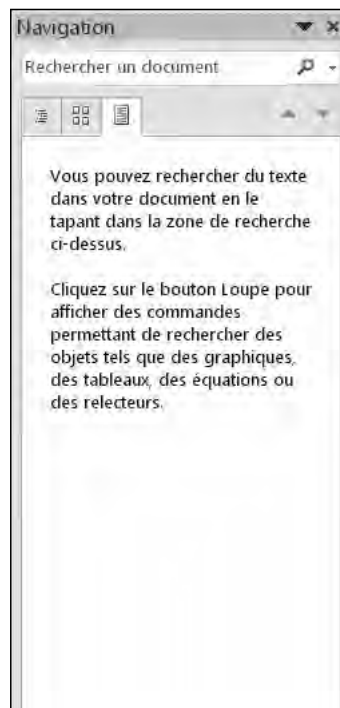 Navigation
Rechercher un document
Vous pouvez rechercher du texte
dans votre document en le
tapant dans la zone de recherche
ci-dessus.
Cliquez sur le bouton Loupe pour
afficher des commandes
permettant de rechercher des
objets tels que des graphiques,
des tableaux, des équations ou
des relecteurs.